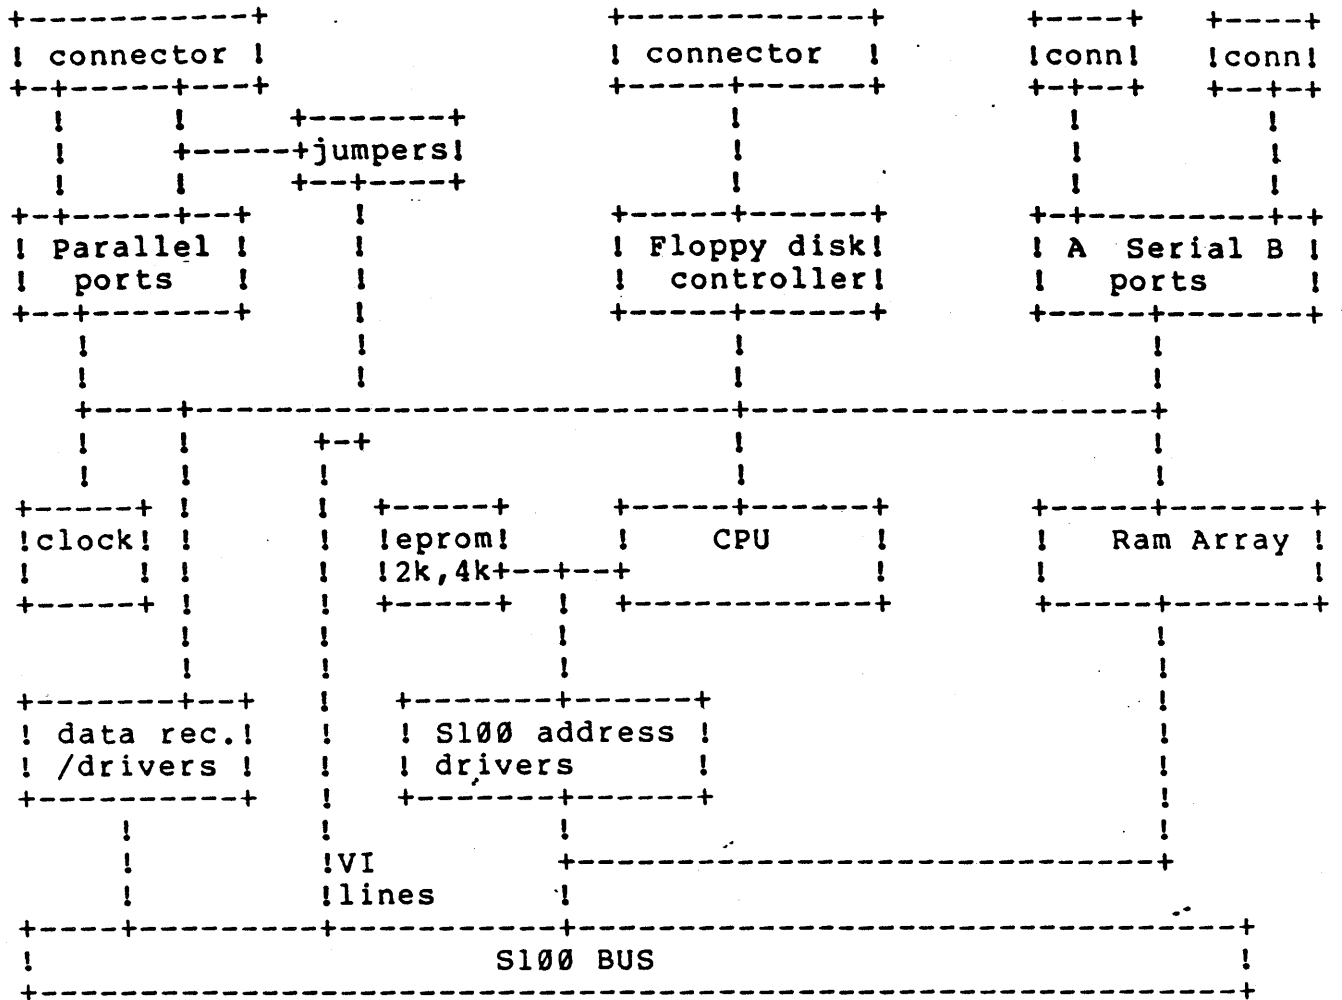 connector connector conn conn
jumpers
Parallel Floppy disk A Serial B
ports controller ports
clock eprom CPU Ram Array
2k,4k
data rec. S100 address
/drivers drivers
VI
lines
S100 BUS